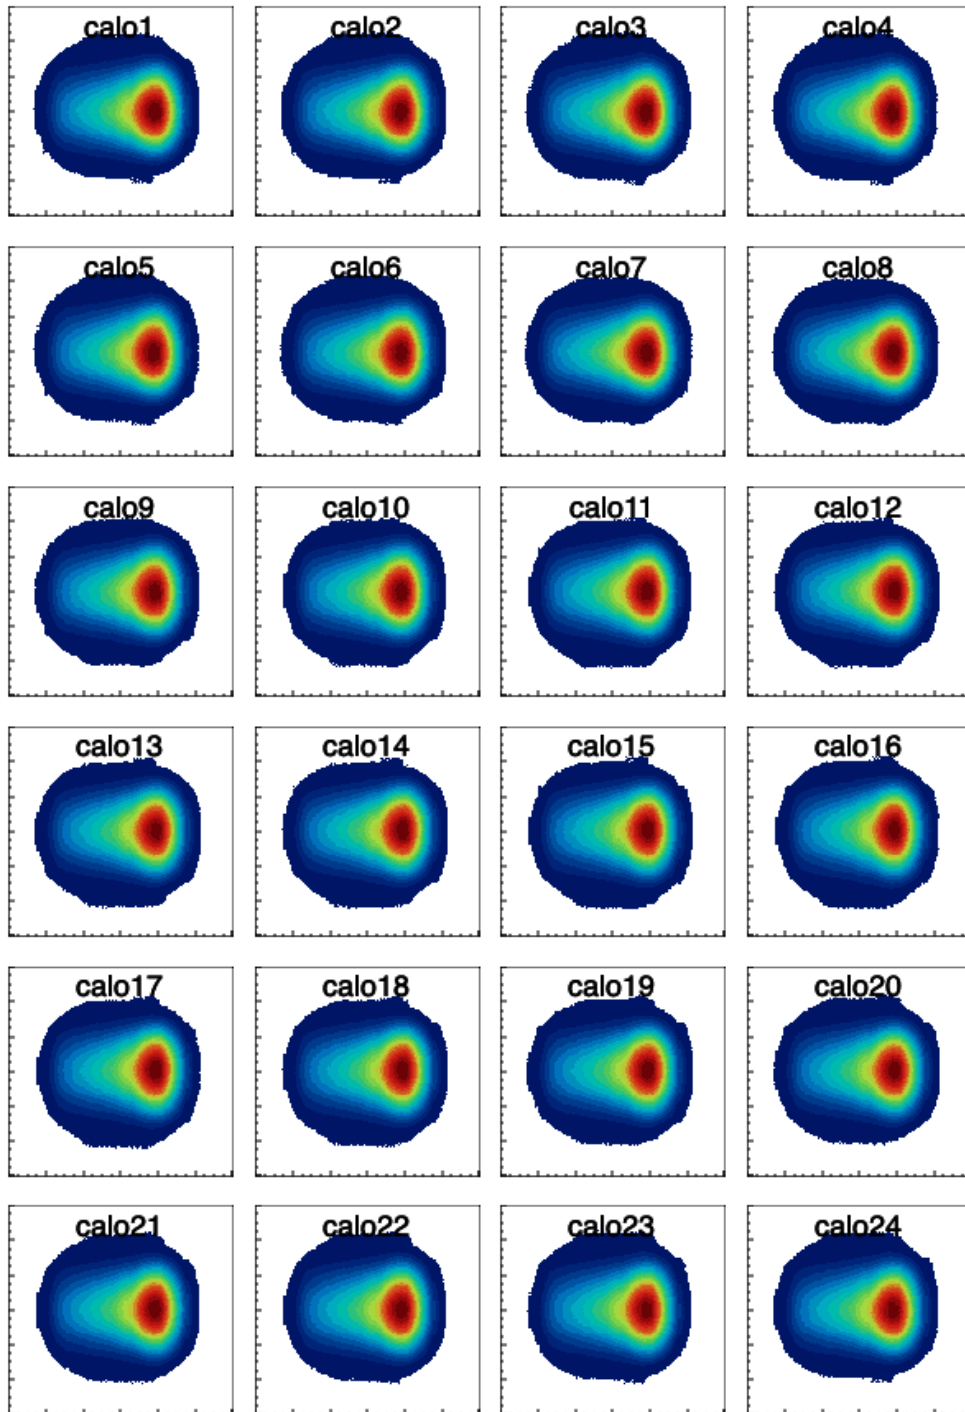 calo1 calo2 calo3 calo4
calo5 calo6 calo7 calo8
calo9 calo10 calo11 calo12
calo13 calo14 calo15 calo16
calo17 calo18 calo19 calo20
calo21 calo22 calo23 calo24